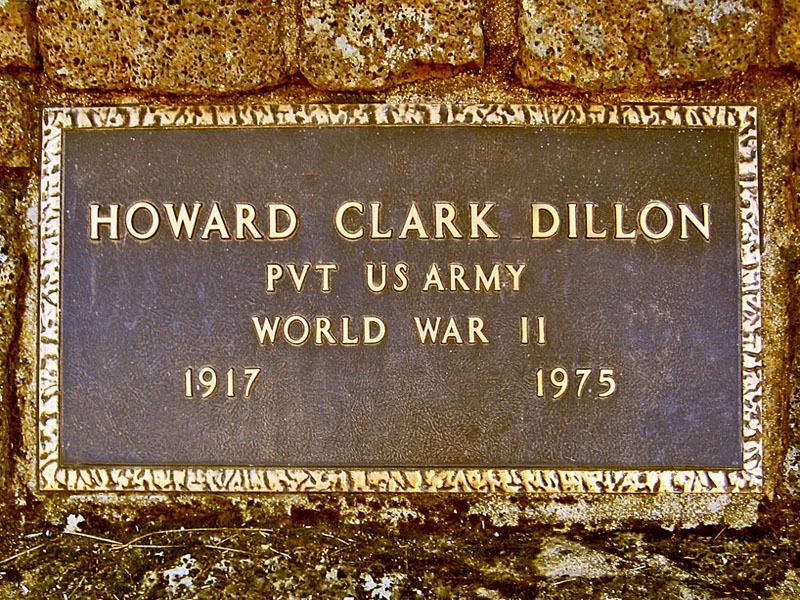 HOWARD CLARK DILLON
PVT US ARMY
WORLD WAR II
1917 1975